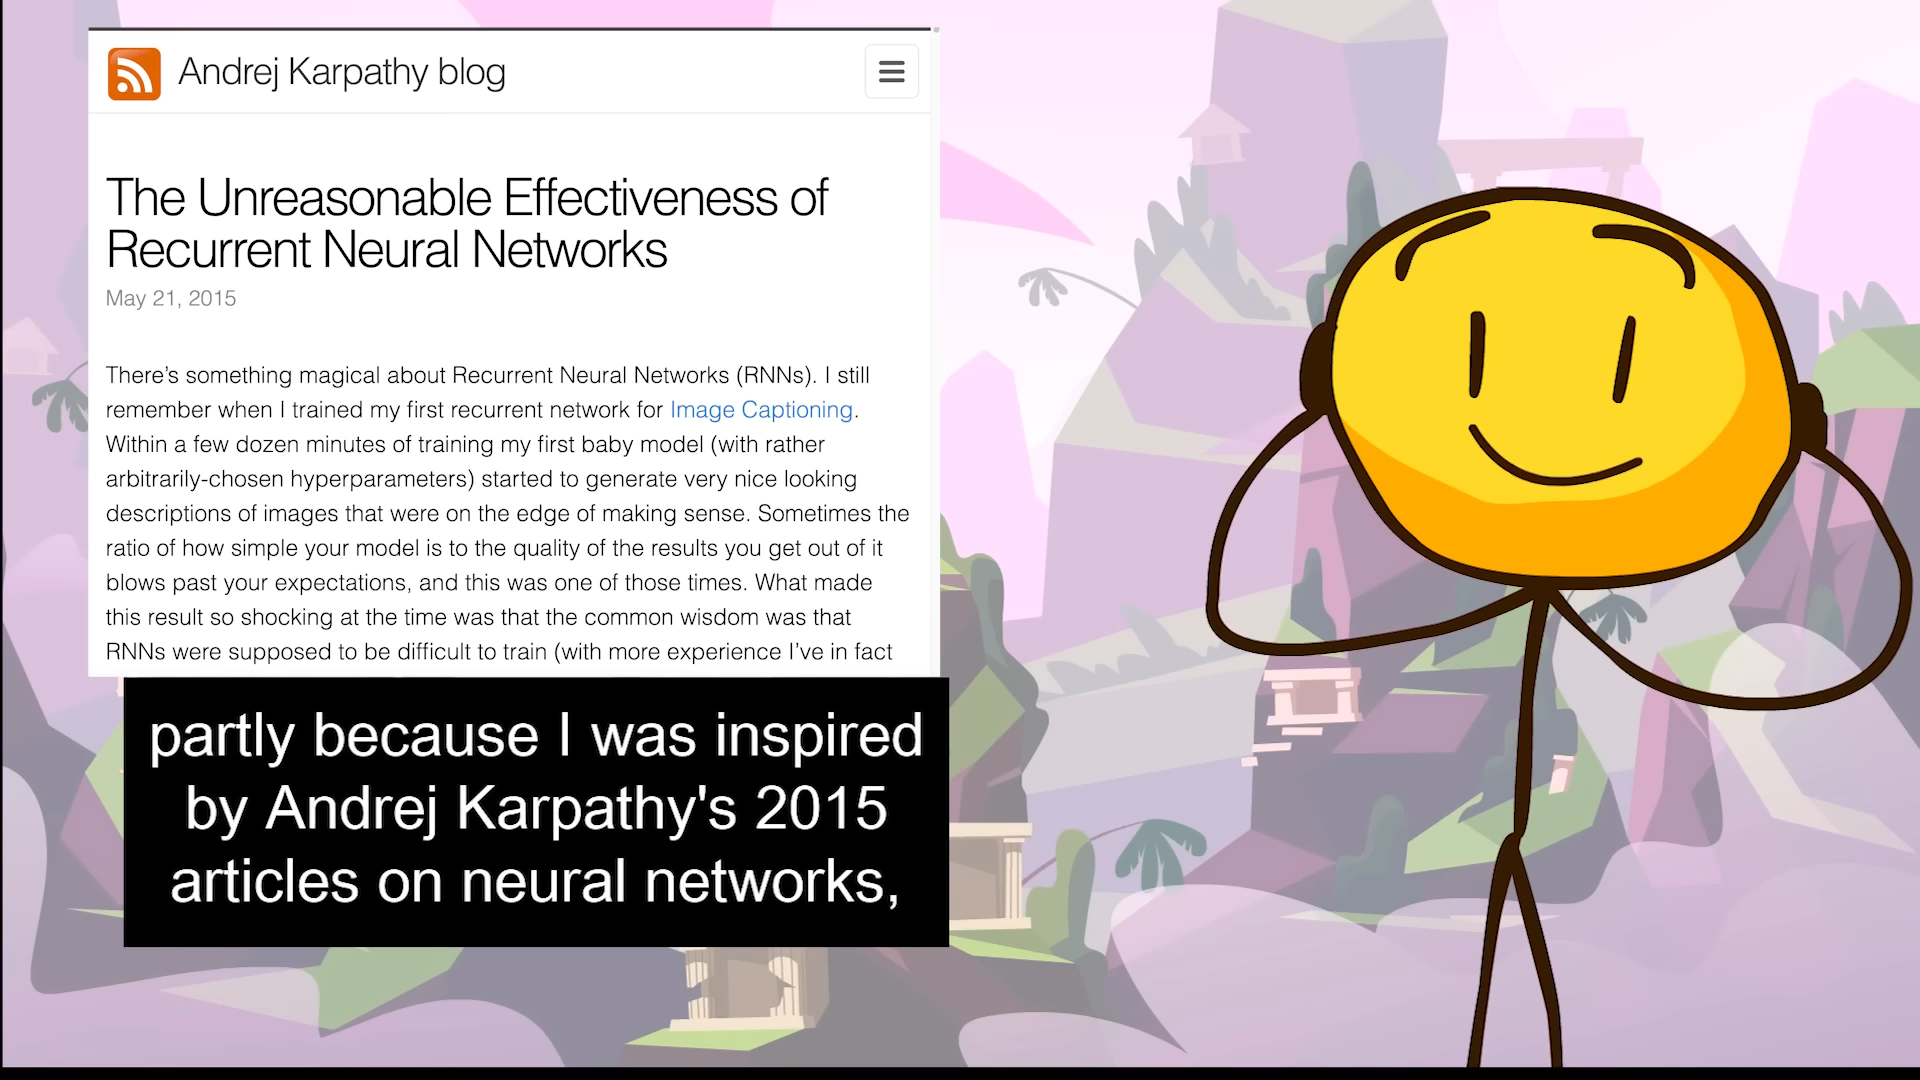 Andrej Karpathy blog
The Unreasonable Effectiveness of
Recurrent Neural Networks
May 21, 2015
There's something magical about Recurrent Neural Networks (RNNs). I still
remember when I trained my first recurrent network for Image Captioning.
Within a few dozen minutes of training my first baby model (with rather
arbitrarily-chosen hyperparameters) started to generate very nice looking
descriptions of images that were on the edge of making sense. Sometimes the
ratio of how simple your model is to the quality of the results you get out of it
blows past your expectations, and this was one of those times. What made
this result so shocking at the time was that the common wisdom was that
RNNs were supposed to be difficult to train (with more experience I've in fact
partly because I was inspired
by Andrej Karpathy's 2015
articles on neural networks,